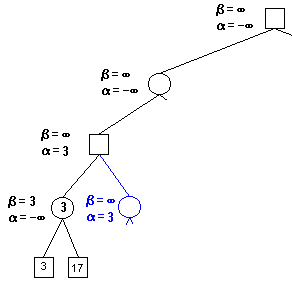 β = ∞
α = −∞
β = ∞
α = −∞
β = ∞
α = 3
β = 3
α = −∞
3
β = ∞
α = 3
3
17